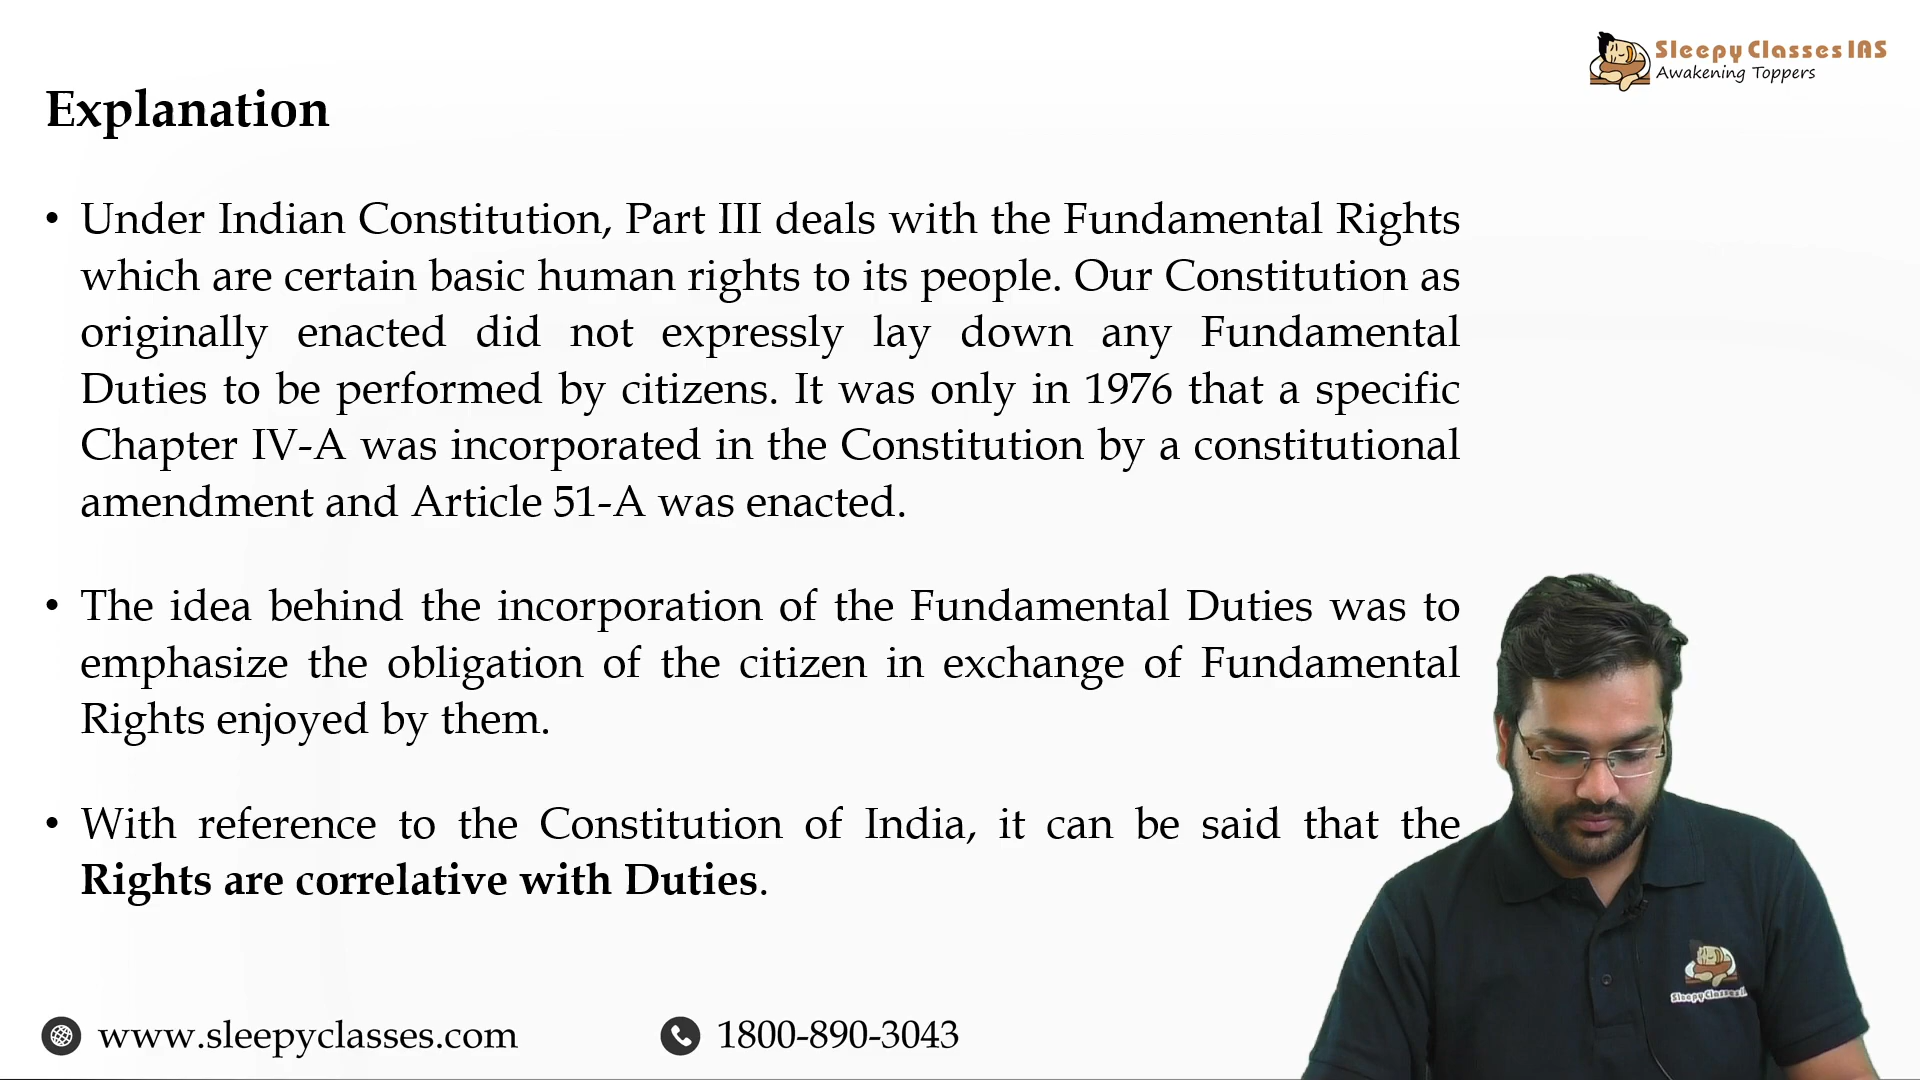 Sleepy Classes IAS
Awakening Toppers
Explanation
• Under Indian Constitution, Part III deals with the Fundamental Rights
which are certain basic human rights to its people. Our Constitution as
originally enacted did not expressly lay down any Fundamental
Duties to be performed by citizens. It was only in 1976 that a specific
Chapter IV-A was incorporated in the Constitution by a constitutional
amendment and Article 51-A was enacted.
• The idea behind the incorporation of the Fundamental Duties was to
emphasize the obligation of the citizen in exchange of Fundamental
Rights enjoyed by them.
• With reference to the Constitution of India, it can be said that the
Rights are correlative with Duties.
Sleepy Classes
www.sleepyclasses.com
1800-890-3043